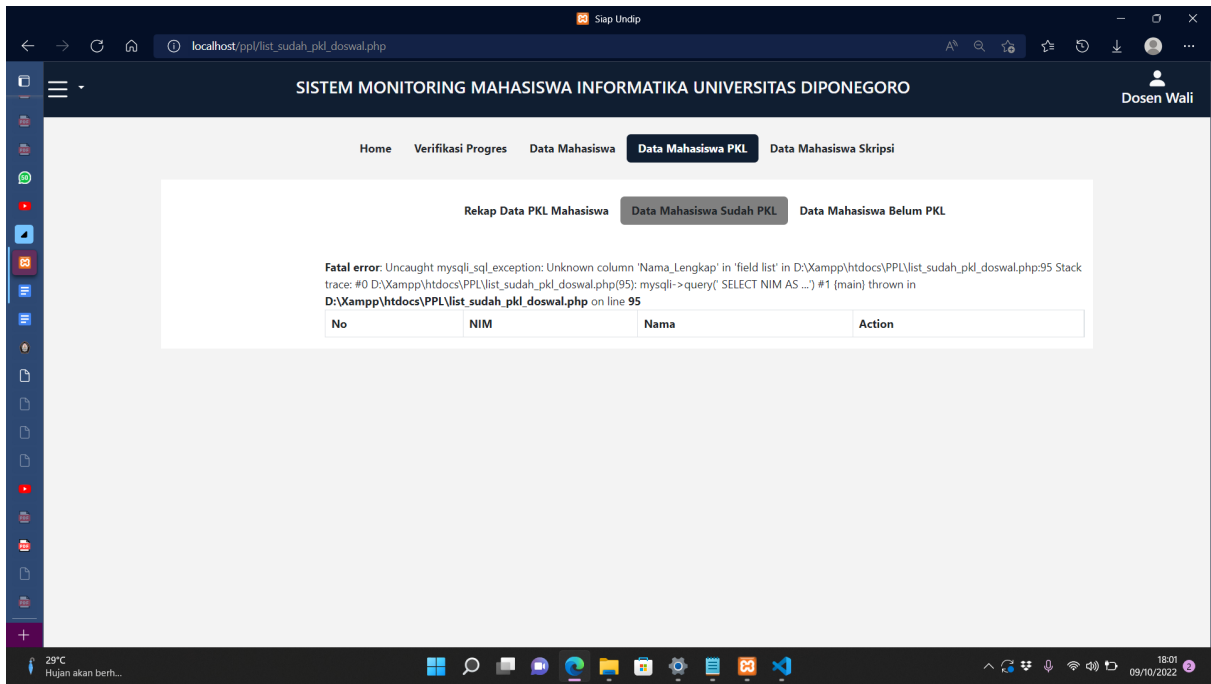 Siap Undip
localhost/ppl/list_sudah_pkl_doswal.php
SISTEM MONITORING MAHASISWA INFORMATIKA UNIVERSITAS DIPONEGORO
Dosen Wali
Home Verifikasi Progres Data Mahasiswa Data Mahasiswa PKL Data Mahasiswa Skripsi
Rekap Data PKL Mahasiswa Data Mahasiswa Sudah PKL Data Mahasiswa Belum PKL
Fatal error: Uncaught mysqli_sql_exception: Unknown column 'Nama_Lengkap' in 'field list' in D:\Xampp\htdocs\PPL\list_sudah_pkl_doswal.php:95 Stack
trace: #0 D:\Xampp\htdocs\PPL\list_sudah_pkl_doswal.php(95): mysqli->query(' SELECT NIM AS ...') #1 {main} thrown in
D:\Xampp\htdocs\PPL\list_sudah_pkl_doswal.php on line 95
No NIM Nama Action
29°C
Hujan akan berh...
18:01
09/10/2022
2